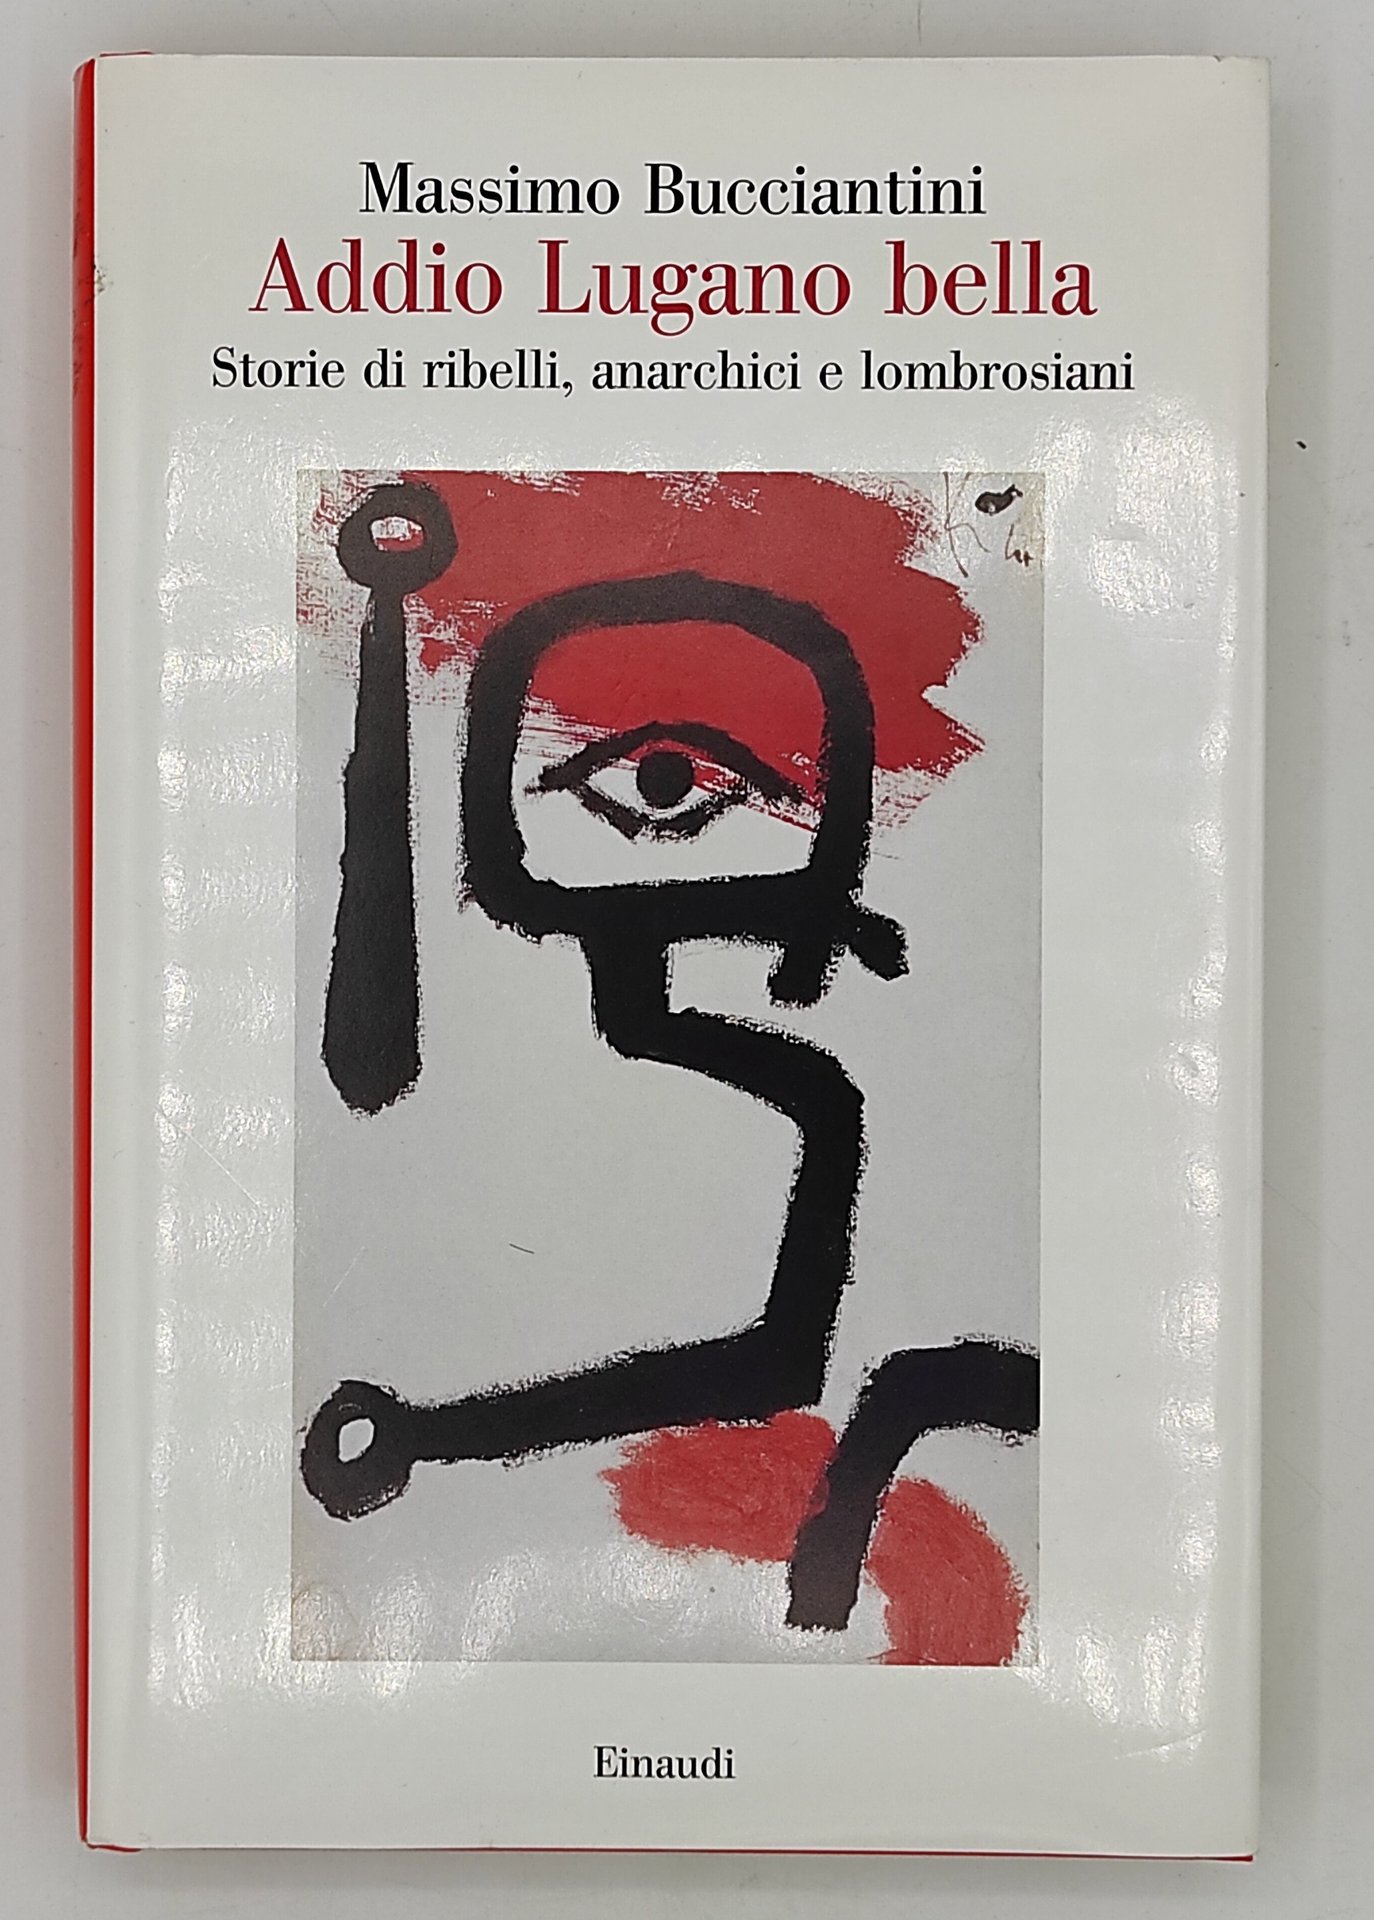 Massimo Bucciantini
Addio Lugano bella
Storie di ribelli, anarchici e lombrosiani
Einaudi